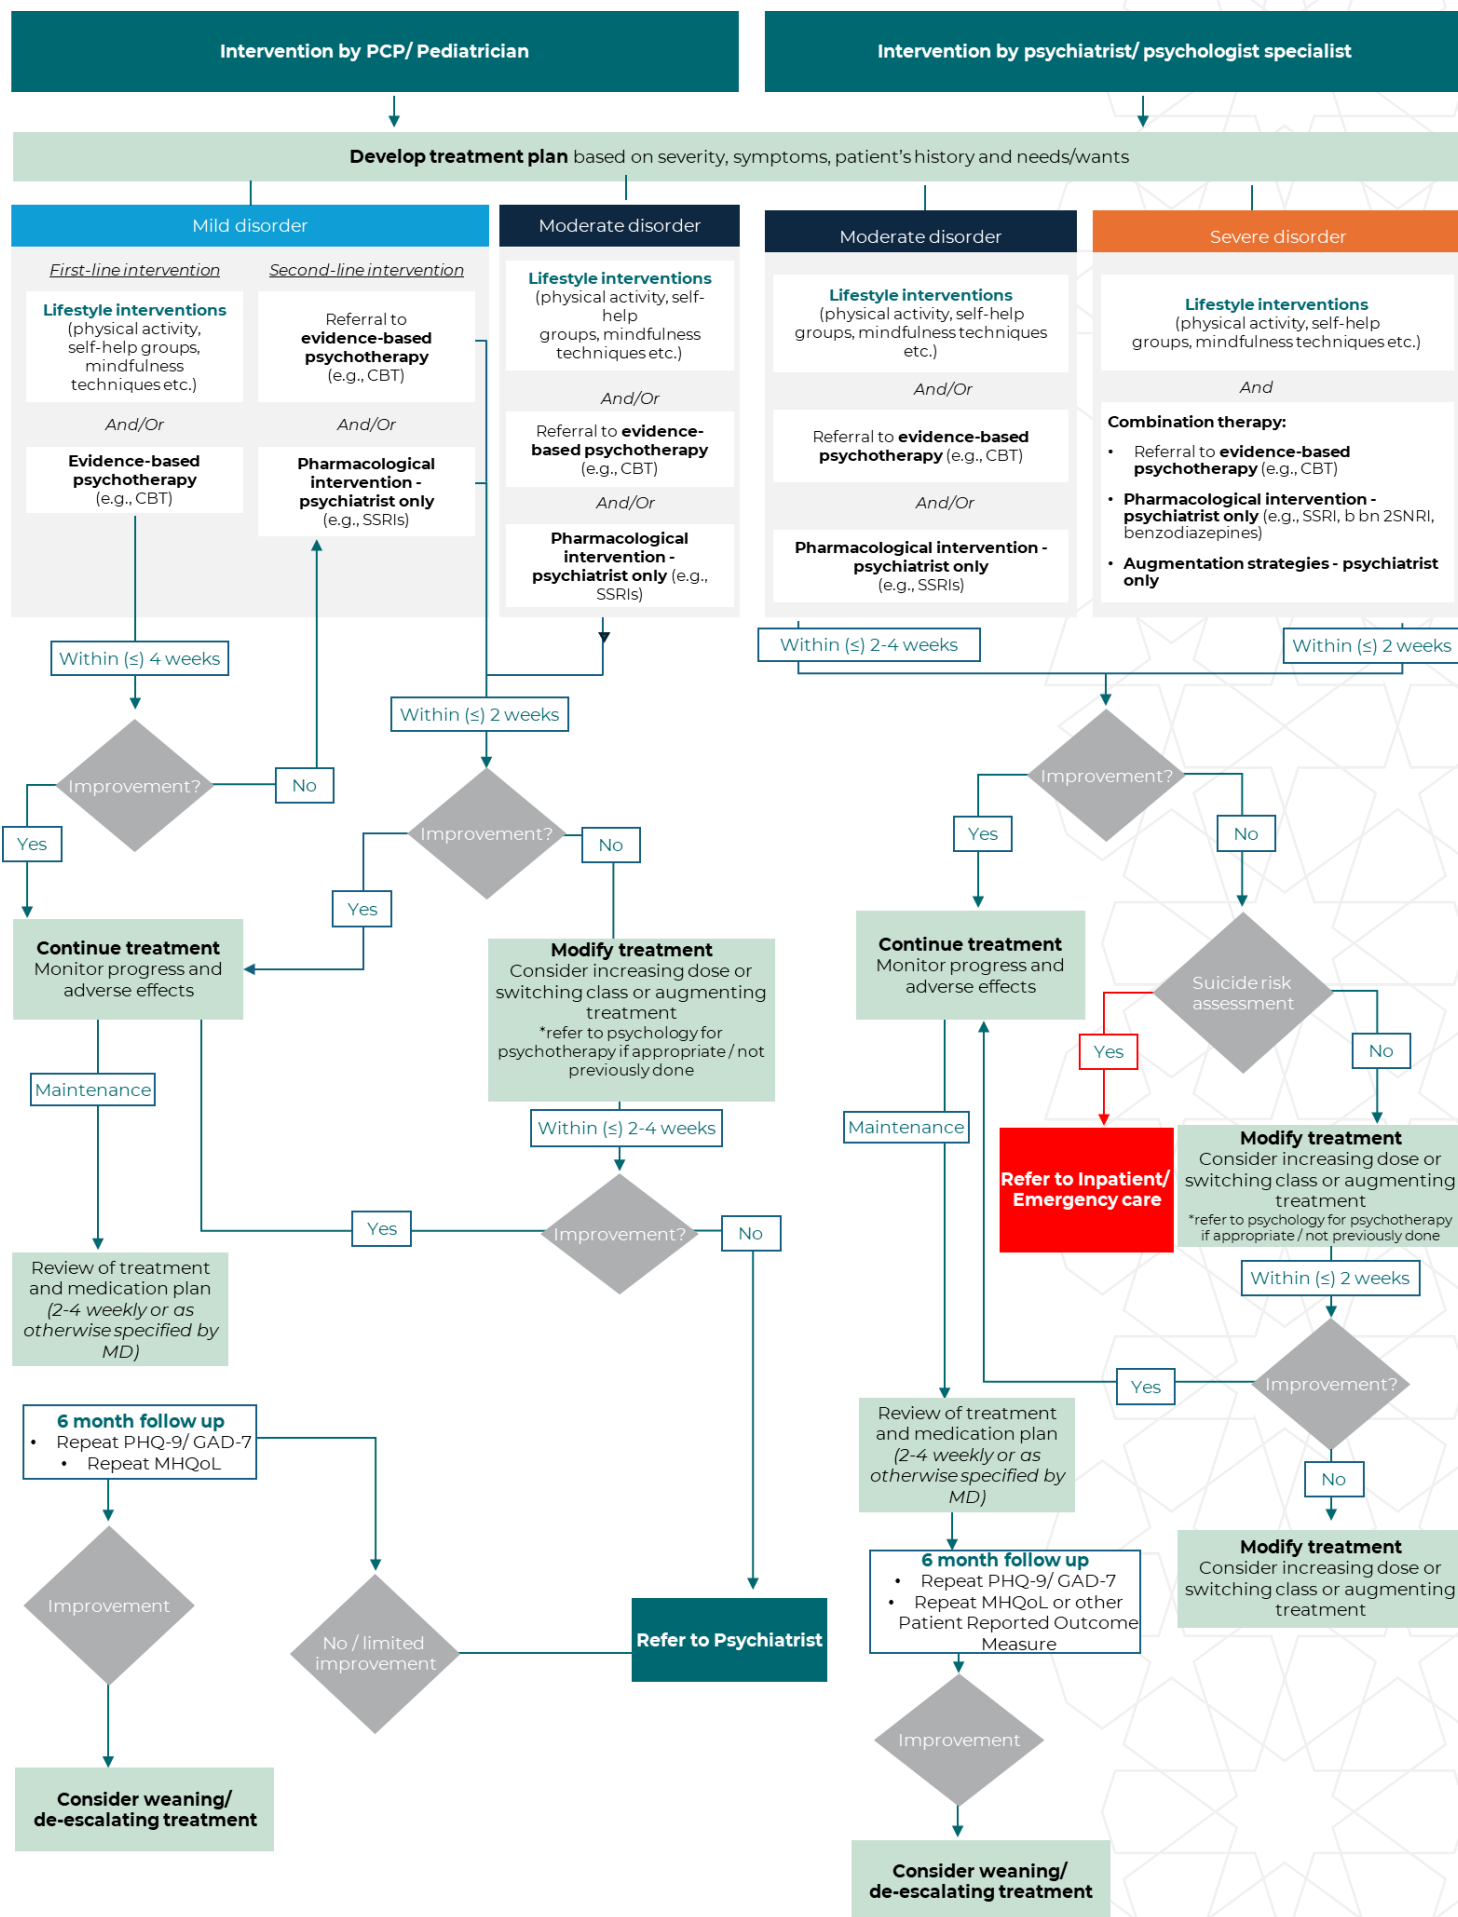 Intervention by PCP/ Pediatrician
Intervention by psychiatrist/ psychologist specialist
Develop treatment plan based on severity, symptoms, patient's history and needs/wants
Mild disorder
First-line intervention
Lifestyle interventions
(physical activity,
self-help groups,
mindfulness
techniques etc.)
And/Or
Evidence-based
psychotherapy
(e.g., CBT)
Second-line intervention
Referral to
evidence-based
psychotherapy
(e.g., CBT)
And/Or
Pharmacological
intervention -
psychiatrist only
(e.g., SSRIs)
Moderate disorder
Lifestyle interventions
(physical activity, self-
help
groups, mindfulness
techniques etc.)
And/Or
Referral to evidence-
based psychotherapy
(e.g., CBT)
And/Or
Pharmacological
intervention -
psychiatrist only (e.g.,
SSRIs)
Moderate disorder
Lifestyle interventions
(physical activity, self-help
groups, mindfulness techniques
etc.)
And/Or
Referral to evidence-based
psychotherapy (e.g., CBT)
And/Or
Pharmacological intervention -
psychiatrist only
(e.g., SSRIs)
Severe disorder
Lifestyle interventions
(physical activity, self-help
groups, mindfulness techniques etc.)
And
Combination therapy:
• Referral to evidence-based
psychotherapy (e.g., CBT)
• Pharmacological intervention -
psychiatrist only (e.g., SSRI, b bn 2SNRI,
benzodiazepines)
• Augmentation strategies - psychiatrist
only
Within (≤) 4 weeks
Improvement?
No
Yes
Within (≤) 2 weeks
Improvement?
No
Yes
Continue treatment
Monitor progress and
adverse effects
Modify treatment
Consider increasing dose or
switching class or augmenting
treatment
*refer to psychology for
psychotherapy if appropriate / not
previously done
Maintenance
Within (≤) 2-4 weeks
Improvement?
Yes
No
Review of treatment
and medication plan
(2-4 weekly or as
otherwise specified by
MD)
6 month follow up
• Repeat PHQ-9/ GAD-7
• Repeat MHQoL
Improvement
No / limited
improvement
Refer to Psychiatrist
Consider weaning/
de-escalating treatment
Within (≤) 2-4 weeks
Within (≤) 2 weeks
Improvement?
Yes
No
Continue treatment
Monitor progress and
adverse effects
Suicide risk
assessment
Yes
No
Maintenance
Refer to Inpatient/
Emergency care
Modify treatment
Consider increasing dose or
switching class or augmenting
treatment
*refer to psychology for psychotherapy
if appropriate / not previously done
Within (≤) 2 weeks
Improvement?
Yes
No
Review of treatment
and medication plan
(2-4 weekly or as
otherwise specified by
MD)
Modify treatment
Consider increasing dose or
switching class or augmenting
treatment
6 month follow up
• Repeat PHQ-9/ GAD-7
• Repeat MHQoL or other
Patient Reported Outcome
Measure
Improvement
Consider weaning/
de-escalating treatment